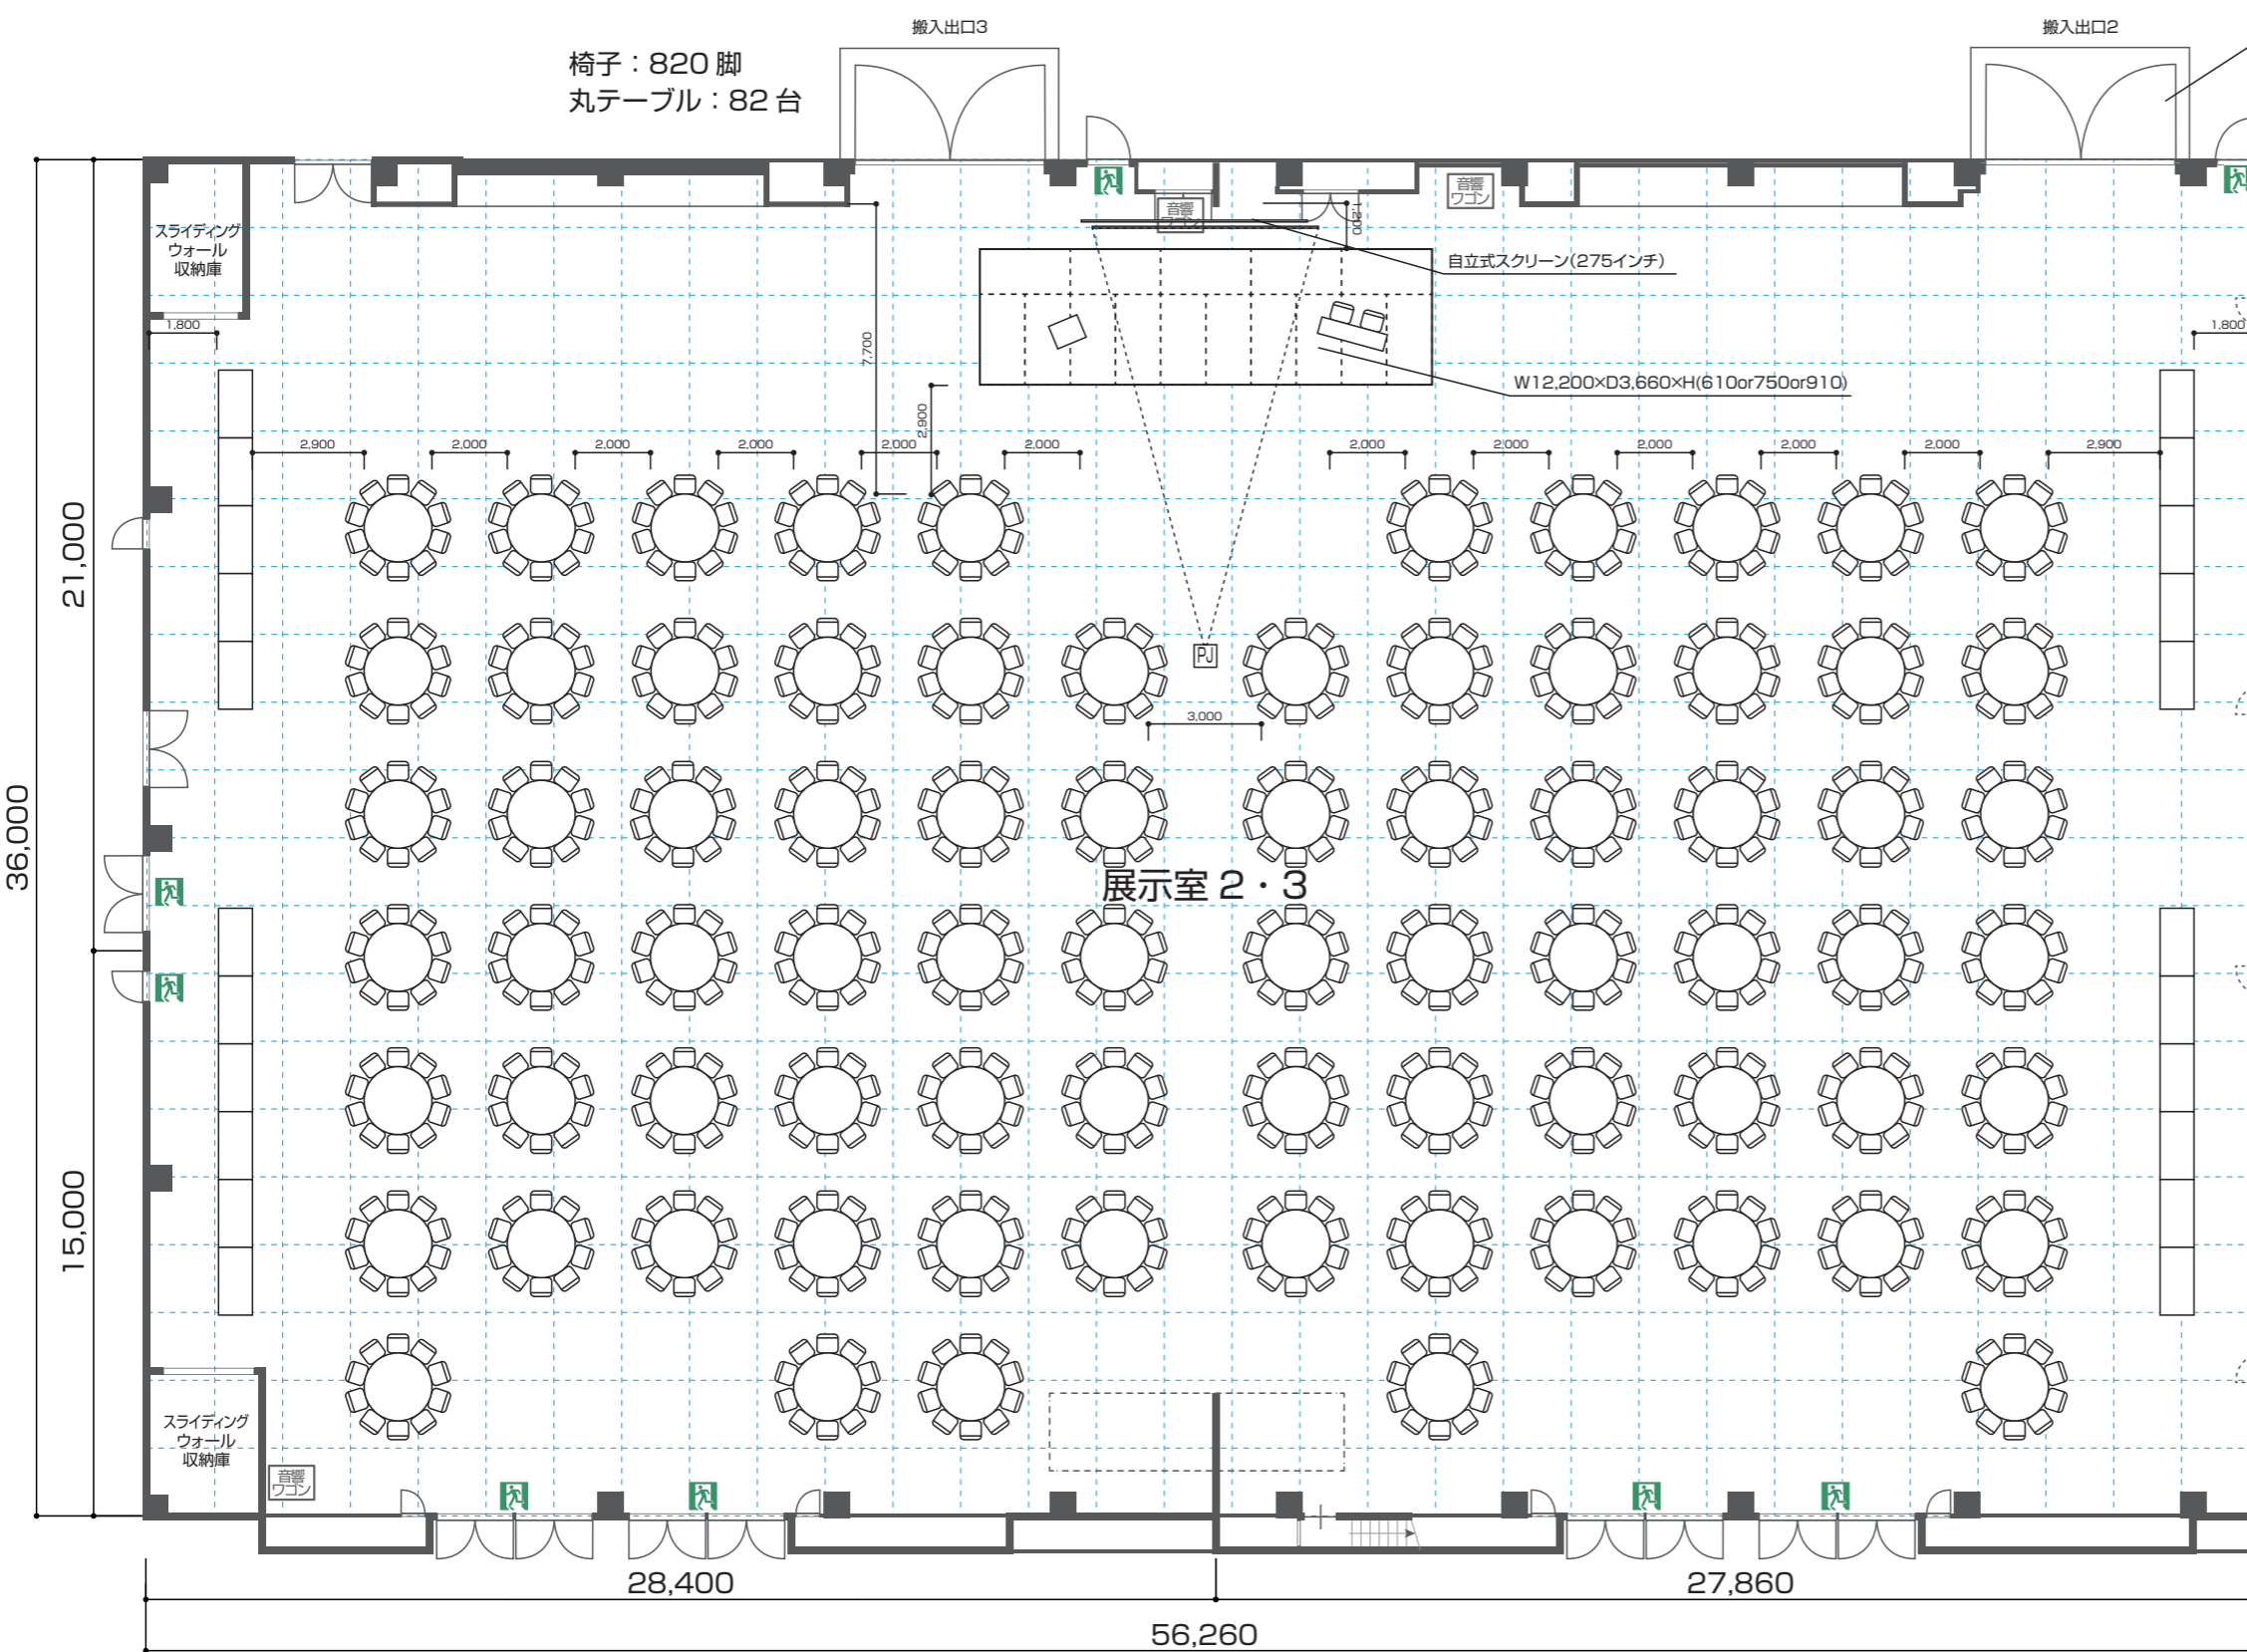 搬入出口3
搬入出口2
椅子：820 脚
丸テーブル：82 台
音響
ワゴン
音響
ワゴン
スライディング
ウォール
収納庫
1,200
自立式スクリーン(275インチ)
1,800
1,800
7,700
W12,200×D3,660×H(610or750or910)
2,900
2,900
2,000
2,000
2,000
2,000
2,000
2,000
2,000
2,000
2,000
2,000
2,900
21,000
PJ
3,000
36,000
展示室 2・3
15,000
スライディング
ウォール
収納庫
音響
ワゴン
28,400
27,860
56,260